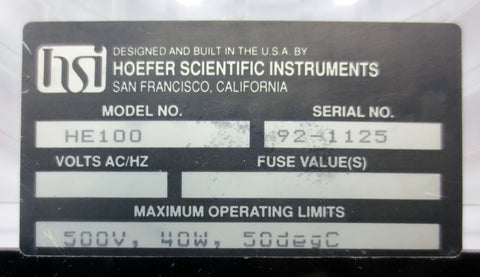 hsi
DESIGNED AND BUILT IN THE U.S.A. BY
HOEFER SCIENTIFIC INSTRUMENTS
SAN FRANCISCO, CALIFORNIA
MODEL NO. SERIAL NO.
HE100 92-1125
VOLTS AC/HZ FUSE VALUE(S)
MAXIMUM OPERATING LIMITS
500V, 40W, 50degC